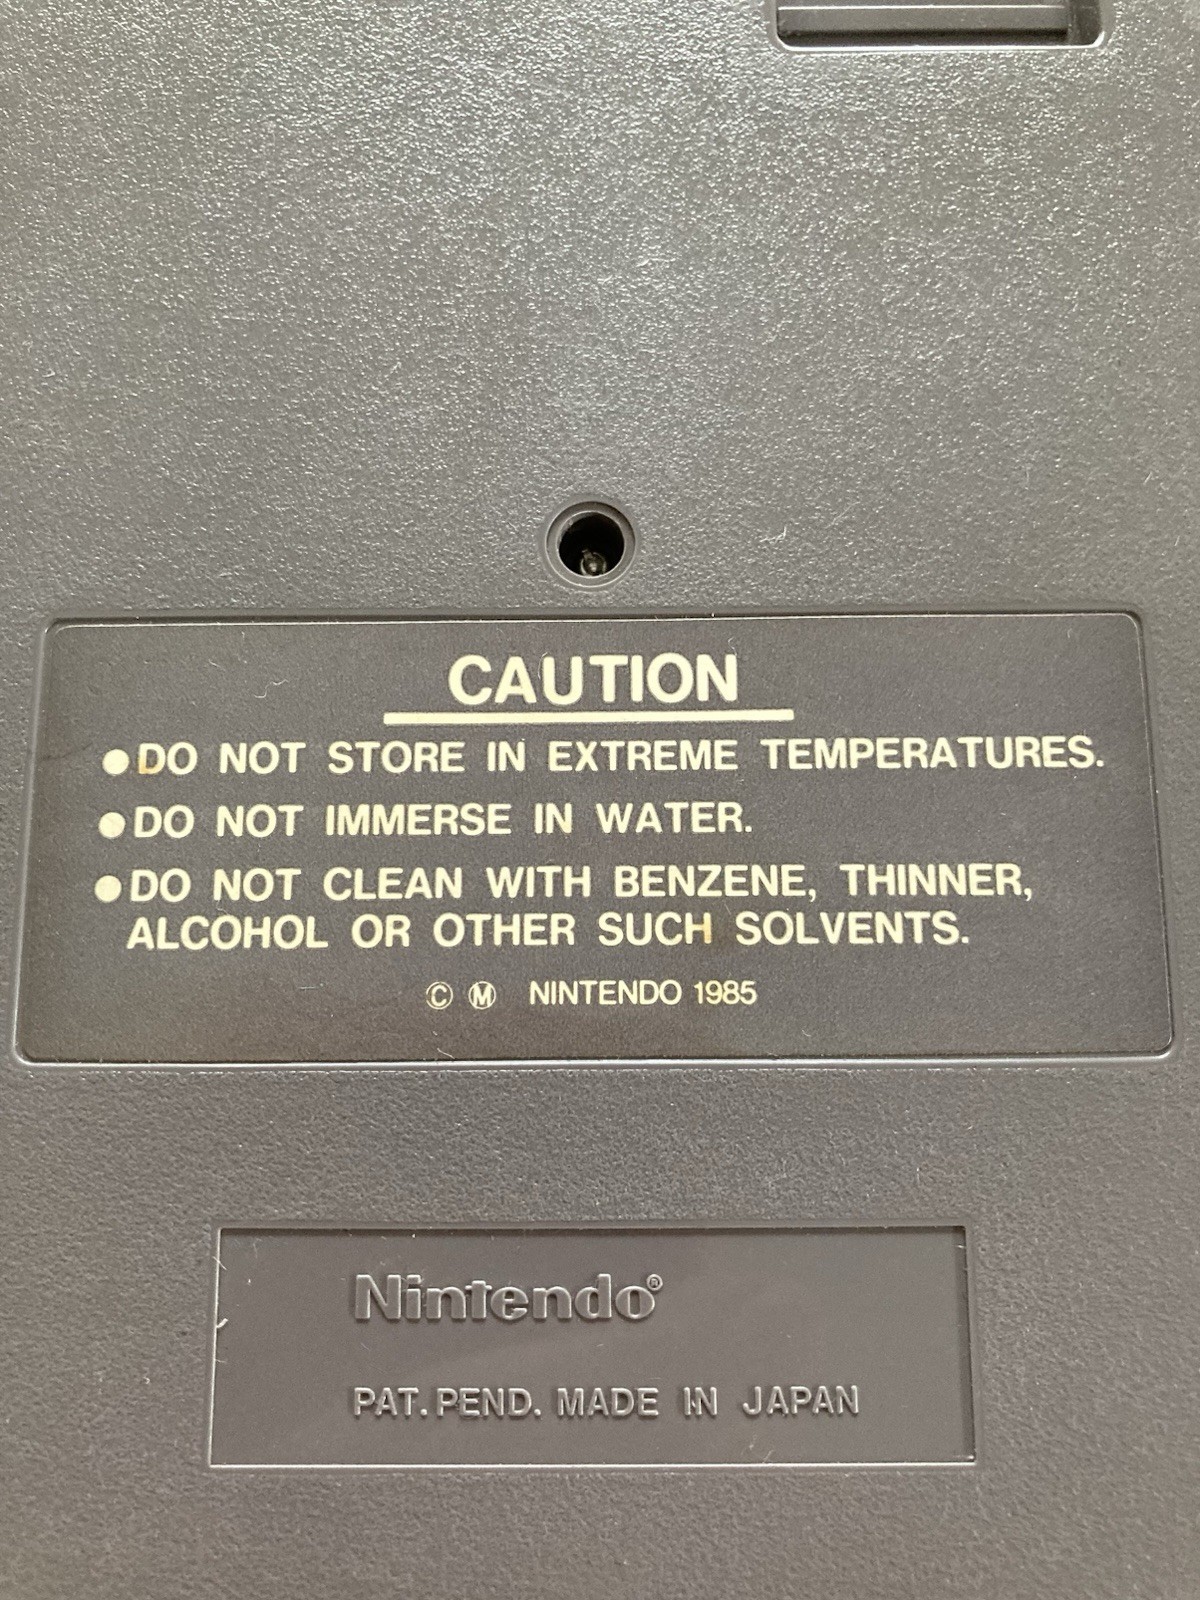 CAUTION
●DO NOT STORE IN EXTREME TEMPERATURES.
●DO NOT IMMERSE IN WATER.
●DO NOT CLEAN WITH BENZENE, THINNER,
ALCOHOL OR OTHER SUCH SOLVENTS.
© Ⓜ NINTENDO 1985
Nintendo®
PAT. PEND. MADE IN JAPAN